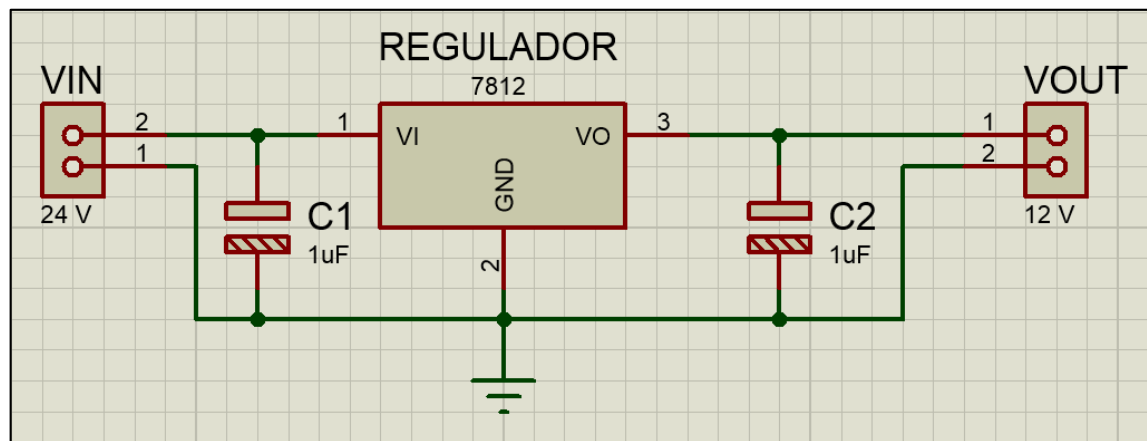 REGULADOR
7812
VIN
2
1
24 V
1
VI
VO
3
GND
2
C1
1uF
C2
1uF
VOUT
1
2
12 V